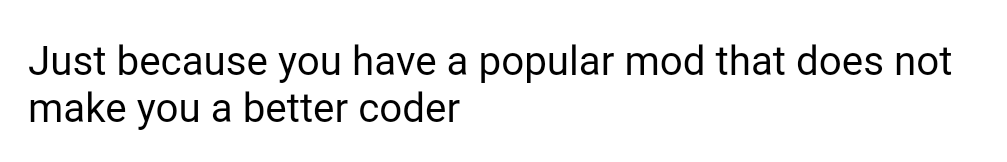 Just because you have a popular mod that does not
make you a better coder